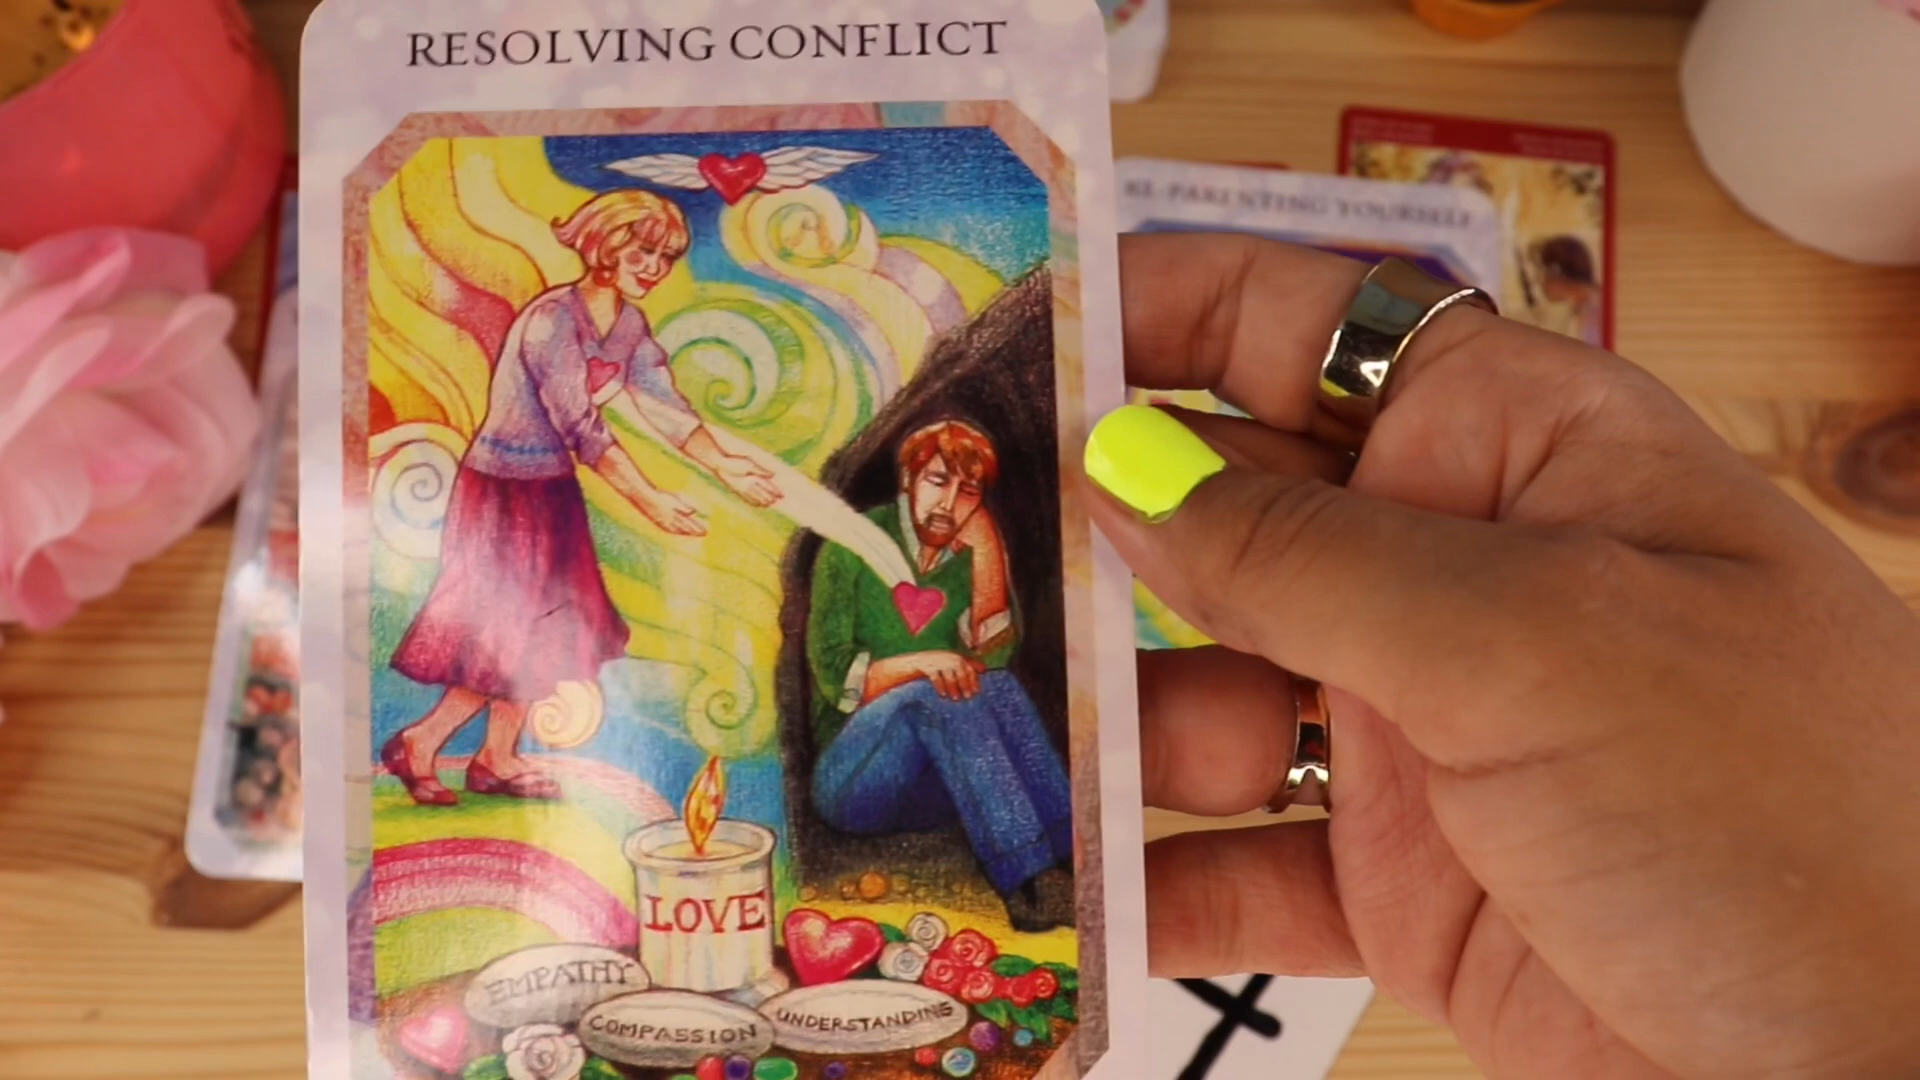 RESOLVING CONFLICT
RE-PARENTING YOURSELF
LOVE
EMPATHY
COMPASSION
UNDERSTANDING